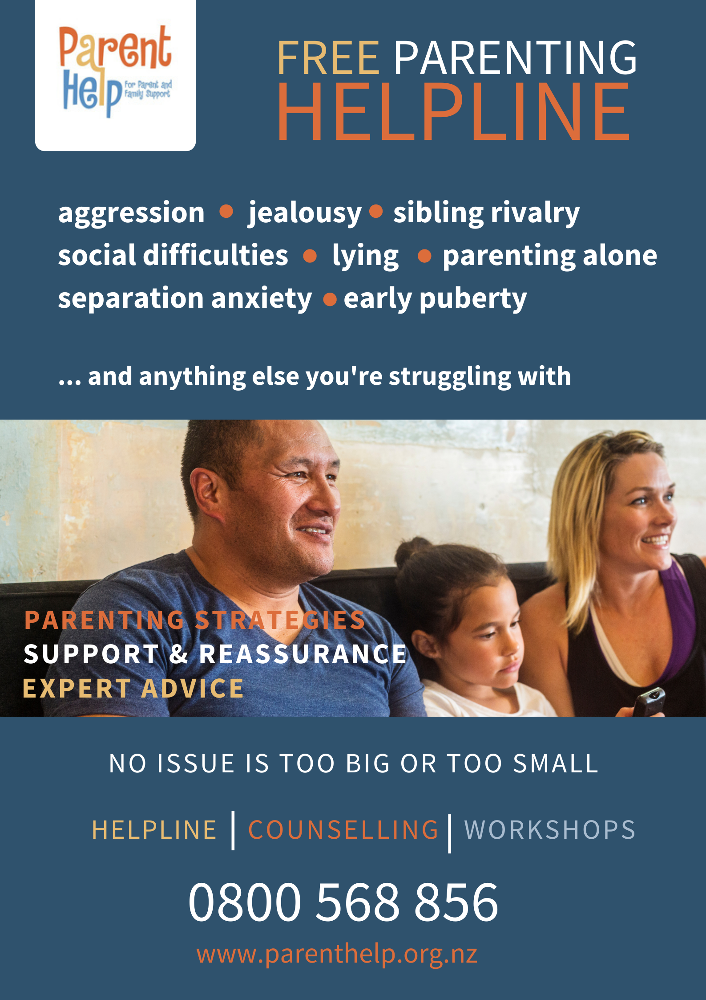 Parent
Help For Parent and
Family Support
FREE PARENTING
HELPLINE
aggression • jealousy • sibling rivalry
social difficulties • lying • parenting alone
separation anxiety • early puberty
... and anything else you're struggling with
PARENTING STRATEGIES
SUPPORT & REASSURANCE
EXPERT ADVICE
NO ISSUE IS TOO BIG OR TOO SMALL
HELPLINE | COUNSELLING | WORKSHOPS
0800 568 856
www.parenthelp.org.nz